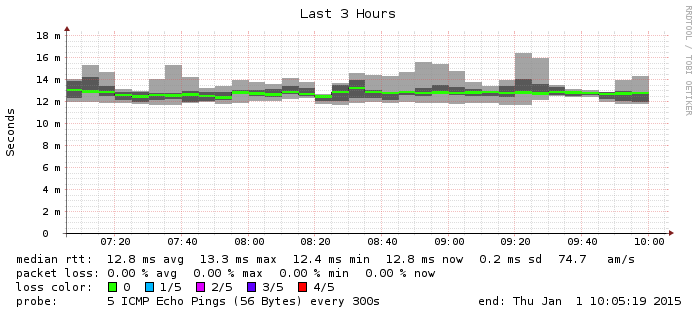 Last 3 Hours
RRDTOOL / TOBI OETIKER
Seconds
18 m
16 m
14 m
12 m
10 m
8 m
6 m
4 m
2 m
0
07:20 07:40 08:00 08:20 08:40 09:00 09:20 09:40 10:00
median rtt: 12.8 ms avg 13.3 ms max 12.4 ms min 12.8 ms now 0.2 ms sd 74.7 am/s
packet loss: 0.00 % avg 0.00 % max 0.00 % min 0.00 % now
loss color: 0 1/5 2/5 3/5 4/5
probe: 5 ICMP Echo Pings (56 Bytes) every 300s end: Thu Jan 1 10:05:19 2015